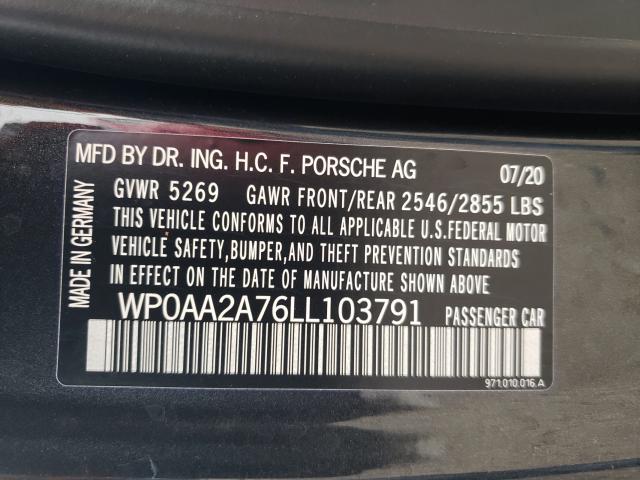 MFD BY DR. ING. H.C. F. PORSCHE AG 07/20
GVWR 5269 GAWR FRONT/REAR 2546/2855 LBS
THIS VEHICLE CONFORMS TO ALL APPLICABLE U.S.FEDERAL MOTOR
VEHICLE SAFETY,BUMPER,AND THEFT PREVENTION STANDARDS
IN EFFECT ON THE DATE OF MANUFACTURE SHOWN ABOVE
WP0AA2A76LL103791 PASSENGER CAR
MADE IN GERMANY
971.010.016.A